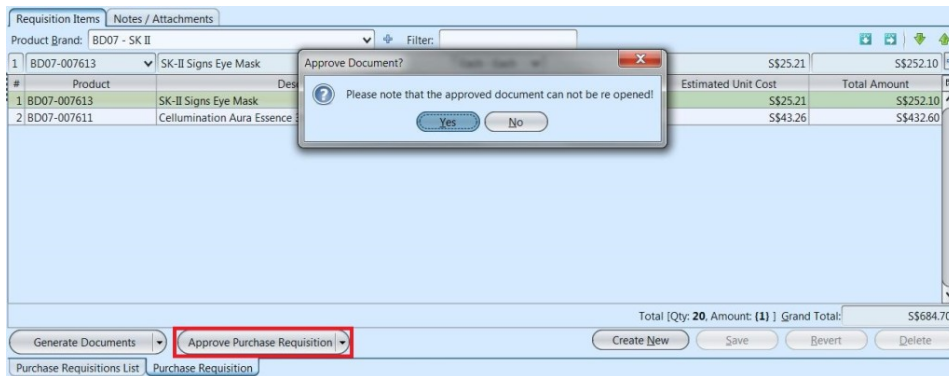 Requisition Items Notes / Attachments
Product Brand: BD07 - SK II Filter:
1 BD07-007613 SK-II Signs Eye Mask S$25.21 S$252.10
Approve Document?
Please note that the approved document can not be re opened!
Yes No
# Product Des Estimated Unit Cost Total Amount
1 BD07-007613 SK-II Signs Eye Mask S$25.21 S$252.10
2 BD07-007611 Cellumination Aura Essence S$43.26 S$432.60
Total [Qty: 20, Amount: (1) ] Grand Total: S$684.70
Generate Documents Approve Purchase Requisition Create New Save Revert Delete
Purchase Requisitions List Purchase Requisition